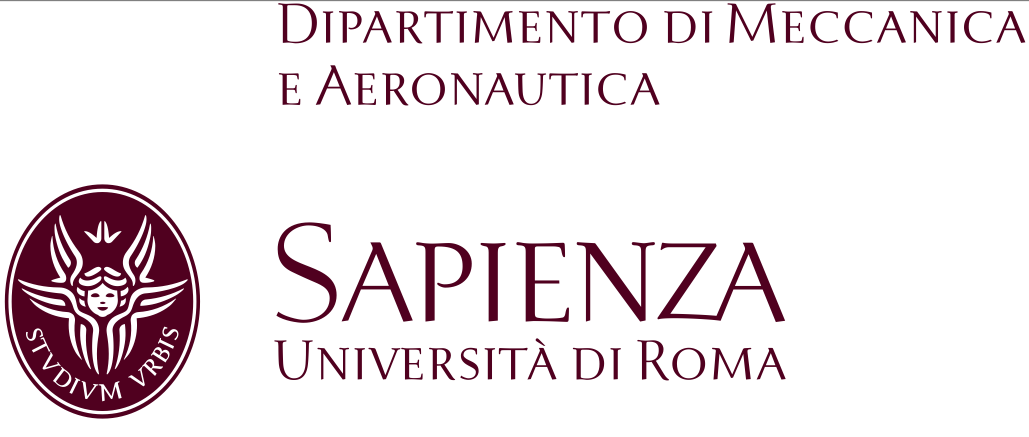 DIPARTIMENTO DI MECCANICA
E AERONAUTICA
SAPIENZA
UNIVERSITÀ DI ROMA
STVDIVM VRBIS